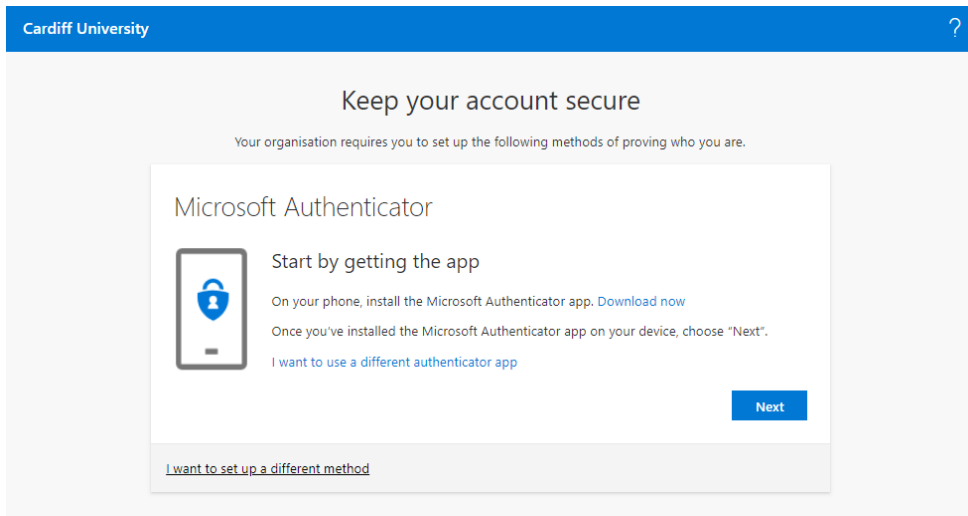 Cardiff University
?
Keep your account secure
Your organisation requires you to set up the following methods of proving who you are.
Microsoft Authenticator
Start by getting the app
On your phone, install the Microsoft Authenticator app. Download now
Once you've installed the Microsoft Authenticator app on your device, choose “Next”.
I want to use a different authenticator app
Next
I want to set up a different method